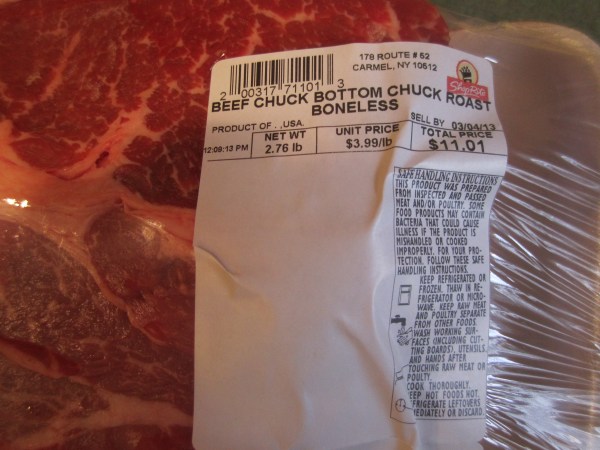 178 ROUTE # 52
CARMEL, NY 10512
ShopRite
2 00317 71101 3
BEEF CHUCK BOTTOM CHUCK ROAST
BONELESS
SELL BY 03/04/13
PRODUCT OF . ,USA.
NET WT
UNIT PRICE
TOTAL PRICE
12:09:13 PM
2.76 lb
$3.99/lb
$11.01
SAFE HANDLING INSTRUCTIONS
THIS PRODUCT WAS PREPARED
FROM INSPECTED AND PASSED
MEAT AND/OR POULTRY. SOME
FOOD PRODUCTS MAY CONTAIN
BACTERIA THAT COULD CAUSE
ILLNESS IF THE PRODUCT IS
MISHANDLED OR COOKED
IMPROPERLY. FOR YOUR PRO-
TECTION, FOLLOW THESE SAFE
HANDLING INSTRUCTIONS.
KEEP REFRIGERATED OR
FROZEN. THAW IN RE-
FRIGERATOR OR MICRO-
WAVE. KEEP RAW MEAT
AND POULTRY SEPARATE
FROM OTHER FOODS.
WASH WORKING SUR-
FACES (INCLUDING CUT-
TING BOARDS), UTENSILS,
AND HANDS AFTER
TOUCHING RAW MEAT OR
POULTY.
COOK THOROUGHLY.
EEP HOT FOODS HOT.
FRIGERATE LEFTOVERS
MEDIATELY OR DISCARD.